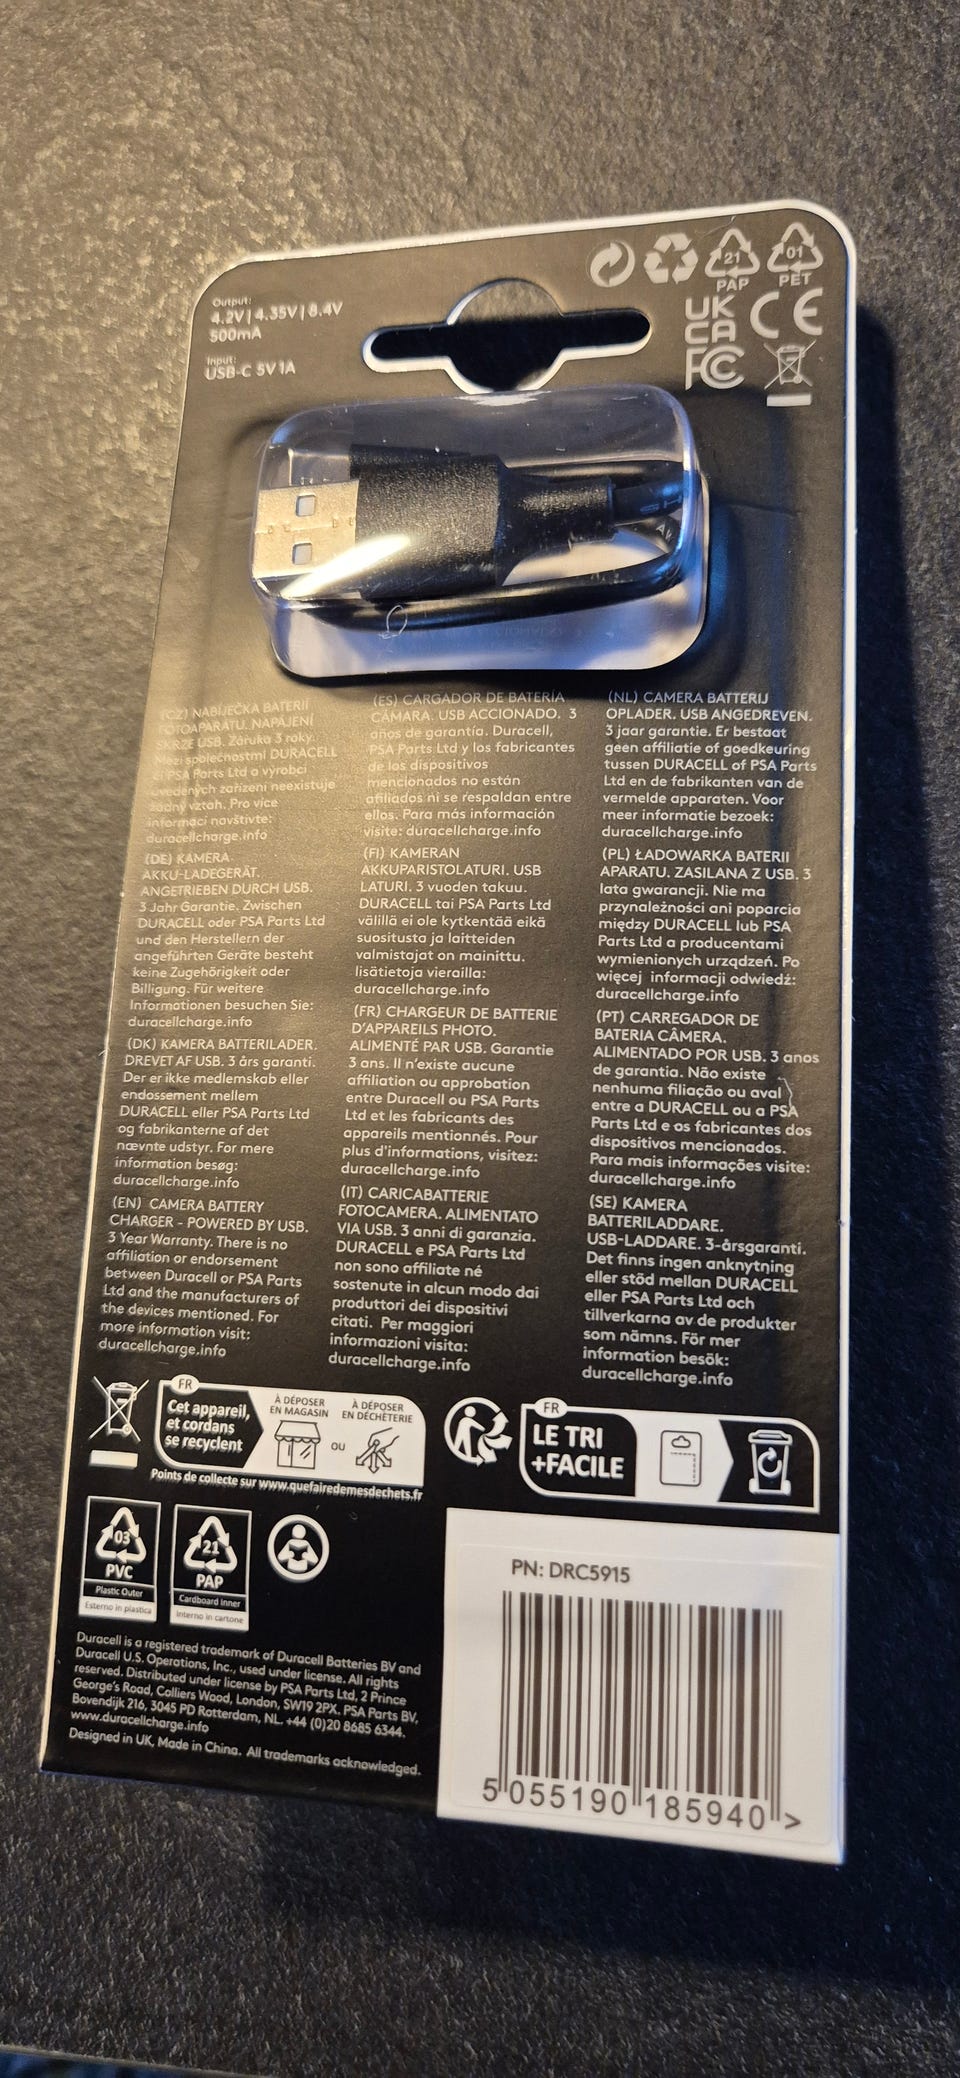 Output:
4.2V | 4.35V | 8.4V
500mA
Input:
USB-C 5V 1A
21
PAP
01
PET
UK
CA
CE
FC
(CZ) NABÍJEČKA BATERIÍ
FOTOAPARATU. NAPÁJENÍ
SKRZE USB. Záruka 3 roky.
Mezi společnostmi DURACELL
či PSA Parts Ltd a výrobci
uvedených zařízení neexistuje
žádný vztah. Pro více
informací navštivte:
duracellcharge.info
(DE) KAMERA
AKKU-LADEGERÄT.
ANGETRIEBEN DURCH USB.
3 Jahr Garantie. Zwischen
DURACELL oder PSA Parts Ltd
und den Herstellern der
angeführten Geräte besteht
keine Zugehörigkeit oder
Billigung. Für weitere
Informationen besuchen Sie:
duracellcharge.info
(DK) KAMERA BATTERILADER.
DREVET AF USB. 3 års garanti.
Der er ikke medlemskab eller
endossement mellem
DURACELL eller PSA Parts Ltd
og fabrikanterne af det
nævnte udstyr. For mere
information besøg:
duracellcharge.info
(EN) CAMERA BATTERY
CHARGER - POWERED BY USB.
3 Year Warranty. There is no
affiliation or endorsement
between Duracell or PSA Parts
Ltd and the manufacturers of
the devices mentioned. For
more information visit:
duracellcharge.info
(ES) CARGADOR DE BATERÍA
CÁMARA. USB ACCIONADO. 3
años de garantía. Duracell,
PSA Parts Ltd y los fabricantes
de los dispositivos
mencionados no están
afiliados ni se respaldan entre
ellos. Para más información
visite: duracellcharge.info
(FI) KAMERAN
AKKUPARISTOLATURI. USB
LATURI. 3 vuoden takuu.
DURACELL tai PSA Parts Ltd
välillä ei ole kytkentää eikä
suositusta ja laitteiden
valmistajat on mainittu.
lisätietoja vierailla:
duracellcharge.info
(FR) CHARGEUR DE BATTERIE
D'APPAREILS PHOTO.
ALIMENTÉ PAR USB. Garantie
3 ans. Il n'existe aucune
affiliation ou approbation
entre Duracell ou PSA Parts
Ltd et les fabricants des
appareils mentionnés. Pour
plus d'informations, visitez:
duracellcharge.info
(IT) CARICABATTERIE
FOTOCAMERA. ALIMENTATO
VIA USB. 3 anni di garanzia.
DURACELL e PSA Parts Ltd
non sono affiliate né
sostenute in alcun modo dai
produttori dei dispositivi
citati. Per maggiori
informazioni visita:
duracellcharge.info
(NL) CAMERA BATTERIJ
OPLADER. USB ANGEDREVEN.
3 jaar garantie. Er bestaat
geen affiliatie of goedkeuring
tussen DURACELL of PSA Parts
Ltd en de fabrikanten van de
vermelde apparaten. Voor
meer informatie bezoek:
duracellcharge.info
(PL) ŁADOWARKA BATERII
APARATU. ZASILANA Z USB. 3
lata gwarancji. Nie ma
przynależności ani poparcia
między DURACELL lub PSA
Parts Ltd a producentami
wymienionych urządzeń. Po
więcej informacji odwiedź:
duracellcharge.info
(PT) CARREGADOR DE
BATERIA CÂMERA.
ALIMENTADO POR USB. 3 anos
de garantia. Não existe
nenhuma filiação ou aval
entre a DURACELL ou a PSA
Parts Ltd e os fabricantes dos
dispositivos mencionados.
Para mais informações visite:
duracellcharge.info
(SE) KAMERA
BATTERILADDARE.
USB-LADDARE. 3-årsgaranti.
Det finns ingen anknytning
eller stöd mellan DURACELL
eller PSA Parts Ltd och
tillverkarna av de produkter
som nämns. För mer
information besök:
duracellcharge.info
FR
Cet appareil,
et cordons
se recyclent
À DÉPOSER
EN MAGASIN
OU
À DÉPOSER
EN DÉCHÈTERIE
Points de collecte sur www.quefairedemesdechets.fr
FR
LE TRI
+FACILE
03
PVC
Plastic Outer
Esterno in plastica
21
PAP
Cardboard inner
Interno in cartone
Duracell is a registered trademark of Duracell Batteries BV and
Duracell U.S. Operations, Inc., used under license. All rights
reserved. Distributed under license by PSA Parts Ltd, 2 Prince
George's Road, Colliers Wood, London, SW19 2PX. PSA Parts BV,
Bovendijk 216, 3045 PD Rotterdam, NL. +44 (0)20 8685 6344.
www.duracellcharge.info
Designed in UK, Made in China. All trademarks acknowledged.
PN: DRC5915
5 055190 185940 >